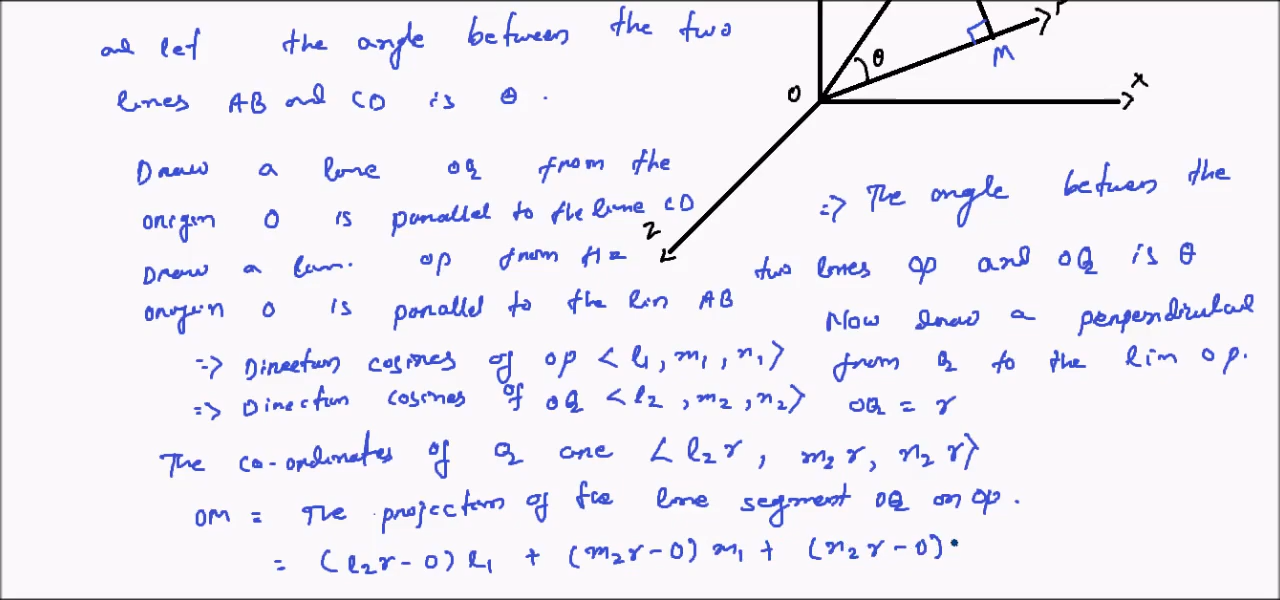 and let the angle between the two
lines AB and CD is θ .
Draw a line OQ from the
origin O is parallel to the line CD
Draw a line OP from the
origin O is parallel to the lin AB
=> Direction cosines of OP < l₁ , m₁ , n₁ >
=> Direction cosines of OQ < l₂ , m₂ , n₂ >
The co-ordinates of Q are < l₂ r , m₂ r , n₂ r >
OM = The projection of the line segment OQ on OP .
= (l₂r - 0) l₁ + (m₂r - 0) m₁ + (n₂r - 0)
=> The angle between the
two lines OP and OQ is θ
Now draw a perpendicular
from Q to the line OP .
OQ = r
O
θ
M
X
Z